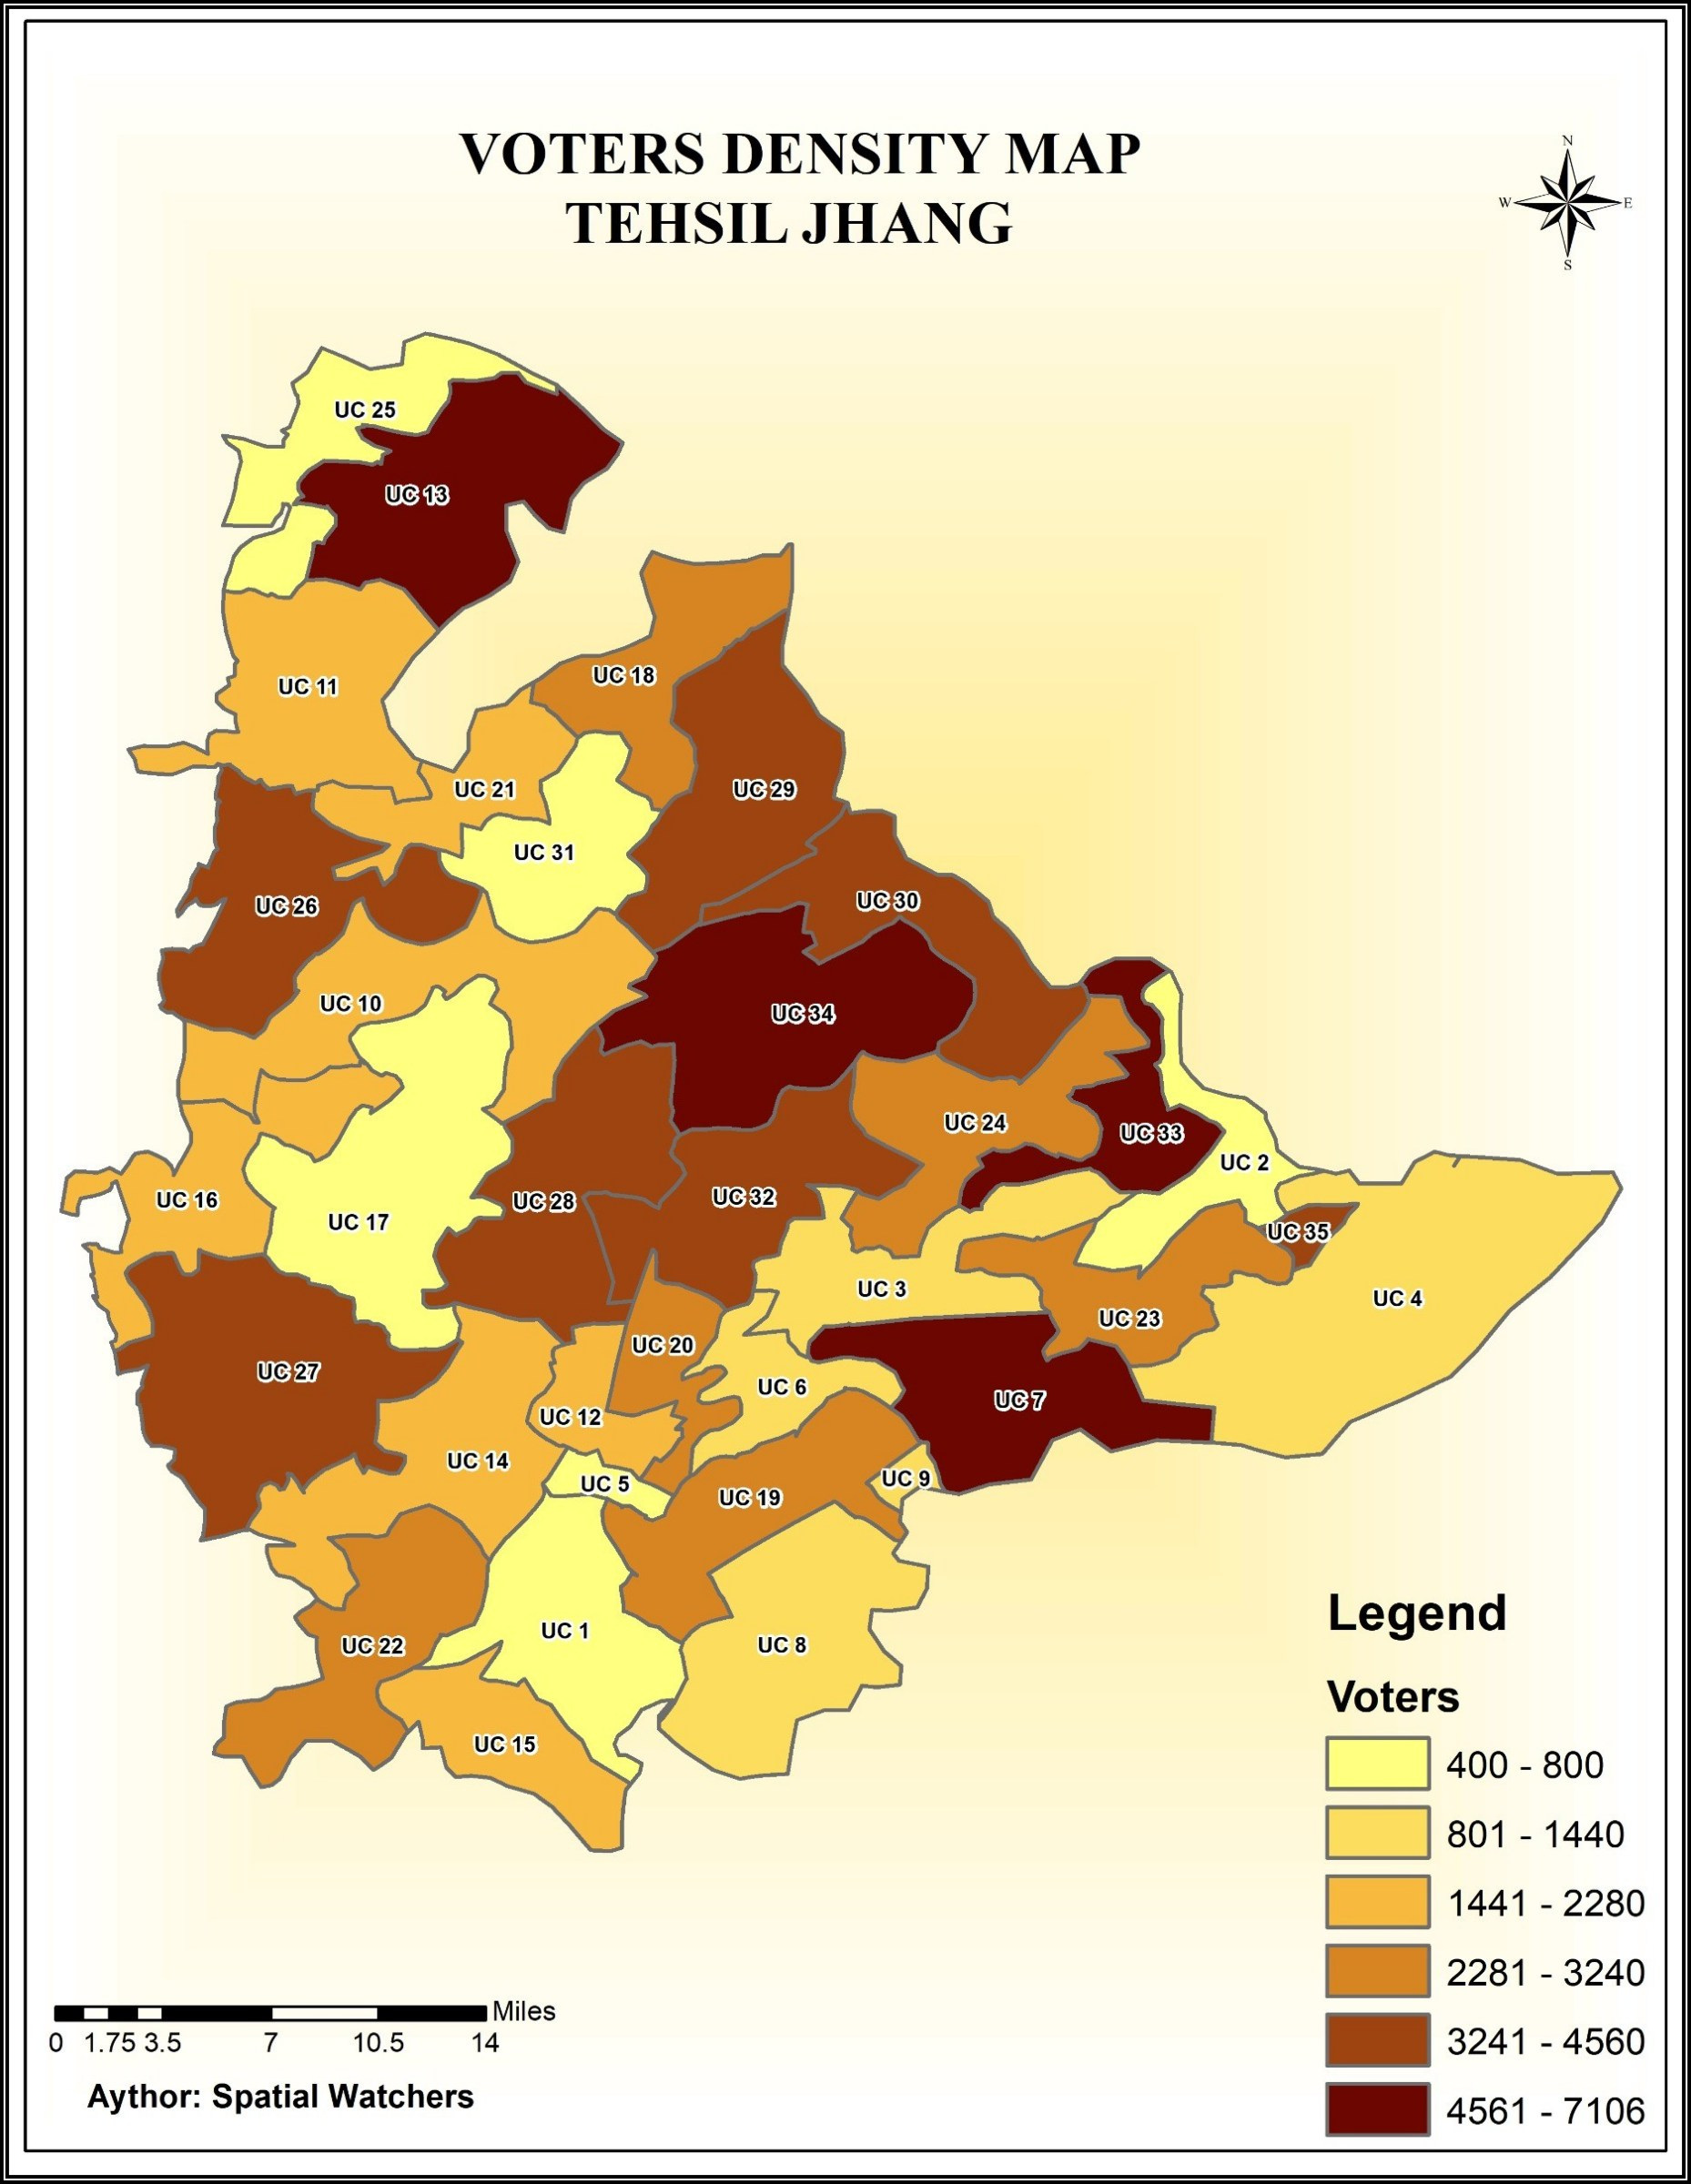 VOTERS DENSITY MAP
TEHSIL JHANG
N
W E
S
UC 25
UC 13
UC 18
UC 11
UC 21
UC 29
UC 31
UC 30
UC 26
UC 10
UC 34
UC 24
UC 33
UC 2
UC 16
UC 28
UC 32
UC 17
UC 35
UC 3
UC 4
UC 23
UC 20
UC 27
UC 6
UC 7
UC 12
UC 14
UC 5
UC 9
UC 19
UC 1
UC 8
UC 22
UC 15
Legend
Voters
400 - 800
801 - 1440
1441 - 2280
2281 - 3240
3241 - 4560
4561 - 7106
Miles
0 1.75 3.5 7 10.5 14
Aythor: Spatial Watchers